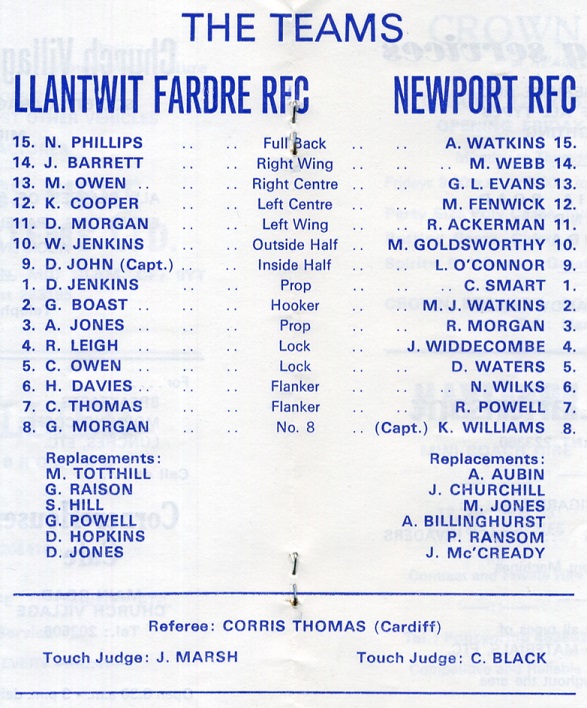 THE TEAMS
LLANTWIT FARDRE RFC NEWPORT RFC
15. N. PHILLIPS .. .. Full Back .. .. A. WATKINS 15.
14. J. BARRETT .. .. Right Wing .. .. M. WEBB 14.
13. M. OWEN .. .. .. Right Centre .. .. G. L. EVANS 13.
12. K. COOPER .. .. Left Centre .. .. M. FENWICK 12.
11. D. MORGAN .. .. Left Wing .. .. R. ACKERMAN 11.
10. W. JENKINS .. .. Outside Half .. M. GOLDSWORTHY 10.
9. D. JOHN (Capt.) .. .. Inside Half .. .. L. O'CONNOR 9.
1. D. JENKINS .. .. Prop .. .. C. SMART 1.
2. G. BOAST .. .. .. Hooker .. .. M. J. WATKINS 2.
3. A. JONES .. .. .. Prop .. .. R. MORGAN 3.
4. R. LEIGH .. .. .. Lock .. .. J. WIDDECOMBE 4.
5. C. OWEN .. .. .. Lock .. .. D. WATERS 5.
6. H. DAVIES .. .. .. Flanker .. .. N. WILKS 6.
7. C. THOMAS .. .. Flanker .. .. R. POWELL 7.
8. G. MORGAN .. .. No. 8 .. (Capt.) K. WILLIAMS 8.
Replacements: Replacements:
M. TOTTHILL A. AUBIN
G. RAISON J. CHURCHILL
S. HILL M. JONES
G. POWELL A. BILLINGHURST
D. HOPKINS P. RANSOM
D. JONES J. Mc'CREADY
Referee: CORRIS THOMAS (Cardiff)
Touch Judge: J. MARSH Touch Judge: C. BLACK